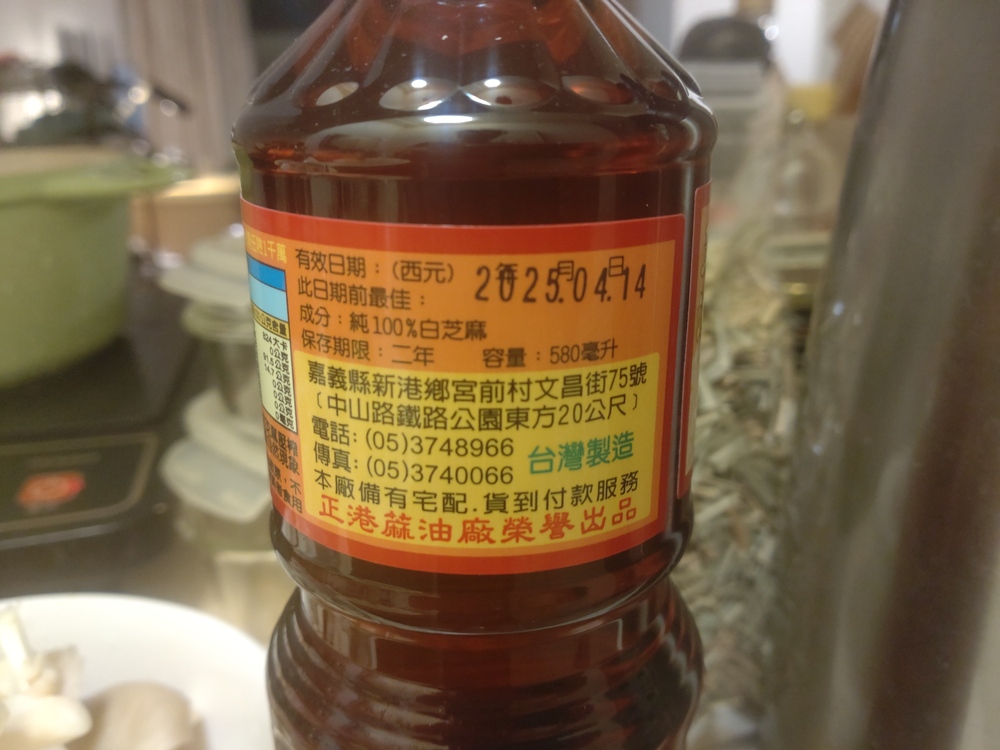 有效日期：(西元) 2025.04.14
年 月 日
此日期前最佳：
成分：純100%白芝麻
保存期限：二年 容量：580毫升
嘉義縣新港鄉宮前村文昌街75號
(中山路鐵路公園東方20公尺)
電話：(05)3748966
傳真：(05)3740066
台灣製造
本廠備有宅配.貨到付款服務
正港蔴油廠榮譽出品